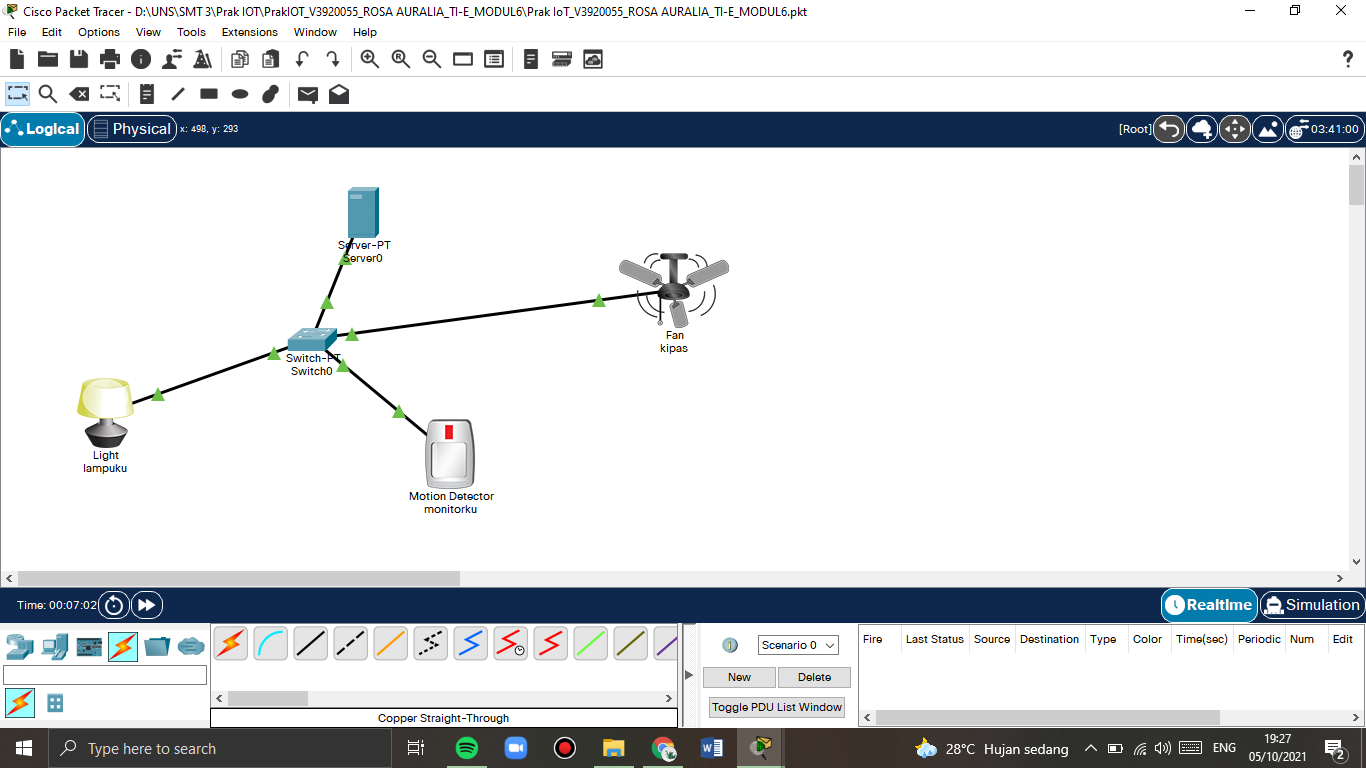 Cisco Packet Tracer - D:\UNS\SMT 3\Prak IOT\PrakIOT_V3920055_ROSA AURALIA_TI-E_MODUL6\Prak IoT_V3920055_ROSA AURALIA_TI-E_MODUL6.pkt
File Edit Options View Tools Extensions Window Help
?
Logical Physical x: 498, y: 293 [Root] 03:41:00
Server-PT
Server0
Fan
kipas
Switch-PT
Switch0
Light
lampuku
Motion Detector
monitorku
Time: 00:07:02 Realtime Simulation
Scenario 0
Fire Last Status Source Destination Type Color Time(sec) Periodic Num Edit
New Delete
Toggle PDU List Window
Copper Straight-Through
Type here to search
28°C Hujan sedang ENG
19:27
05/10/2021
2